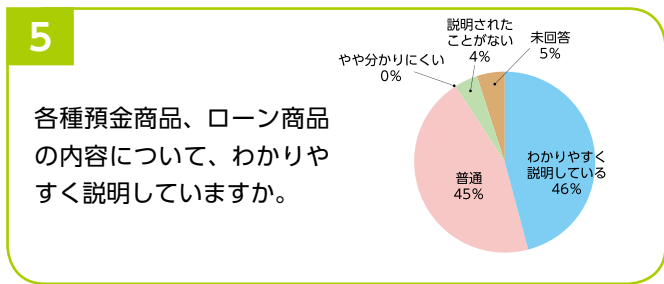 5
各種預金商品、ローン商品
の内容について、わかりや
すく説明していますか。
説明された
ことがない
4%
未回答
5%
やや分かりにくい
0%
わかりやすく
説明している
46%
普通
45%